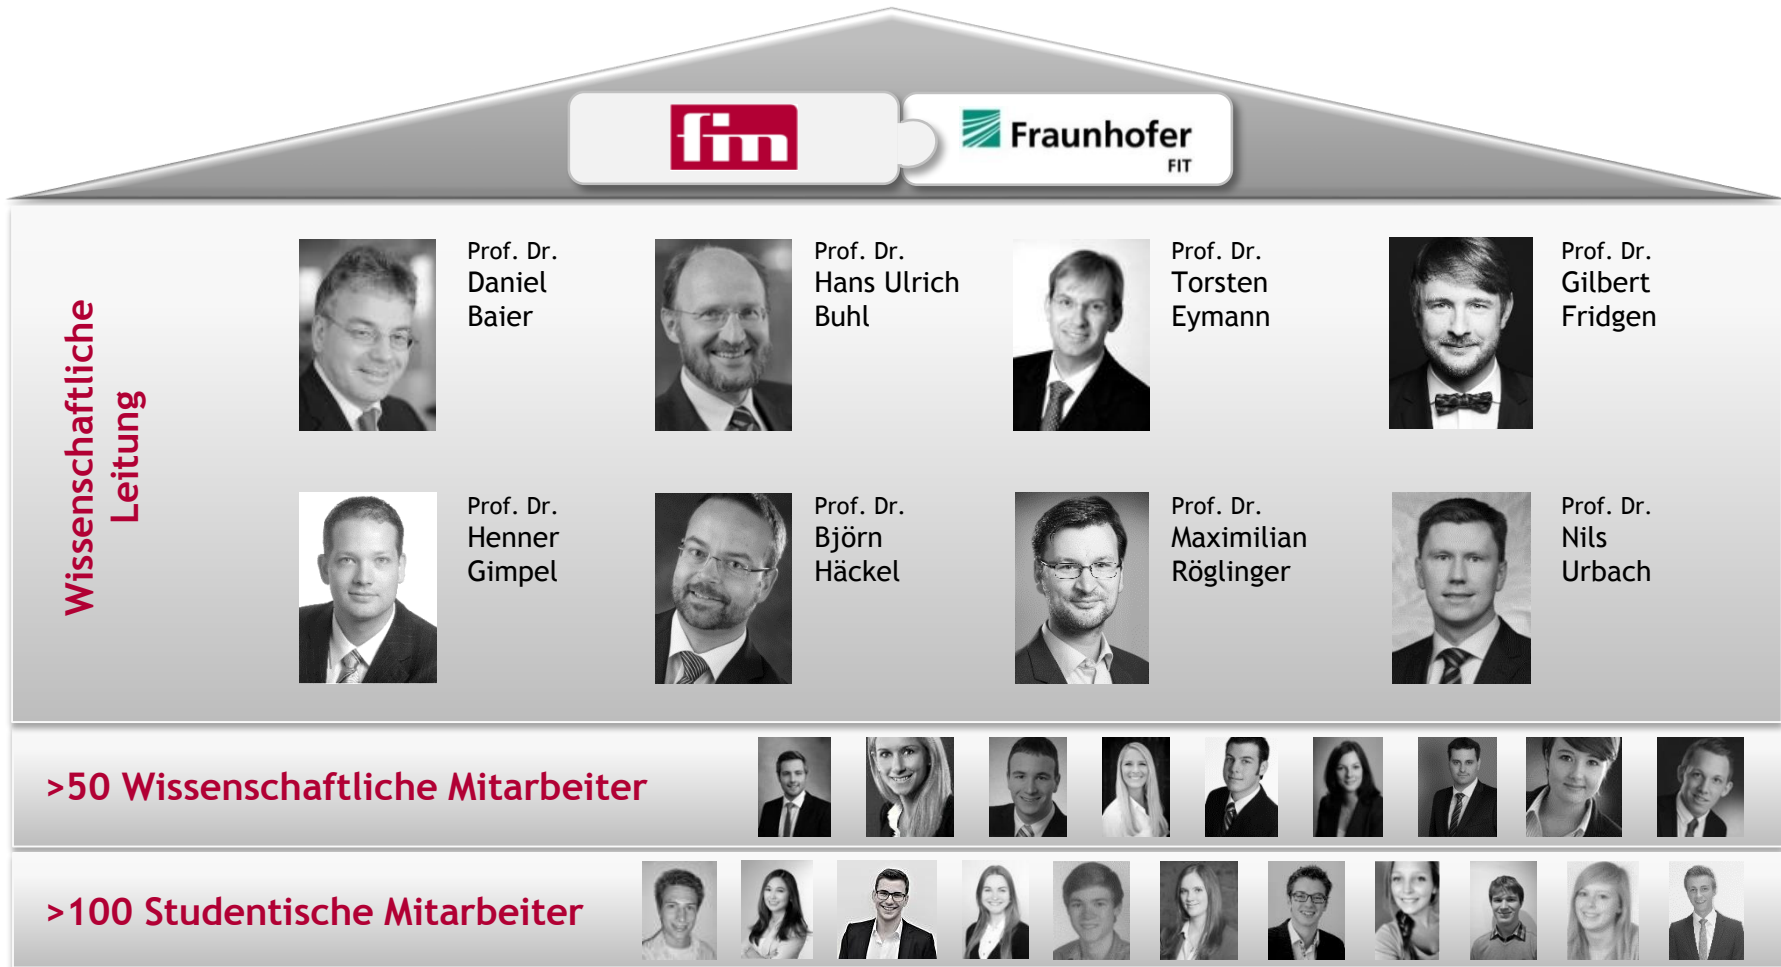 fim
Fraunhofer
FIT
Wissenschaftliche
Leitung
Prof. Dr.
Daniel
Baier
Prof. Dr.
Hans Ulrich
Buhl
Prof. Dr.
Torsten
Eymann
Prof. Dr.
Gilbert
Fridgen
Prof. Dr.
Henner
Gimpel
Prof. Dr.
Björn
Häckel
Prof. Dr.
Maximilian
Röglinger
Prof. Dr.
Nils
Urbach
>50 Wissenschaftliche Mitarbeiter
>100 Studentische Mitarbeiter